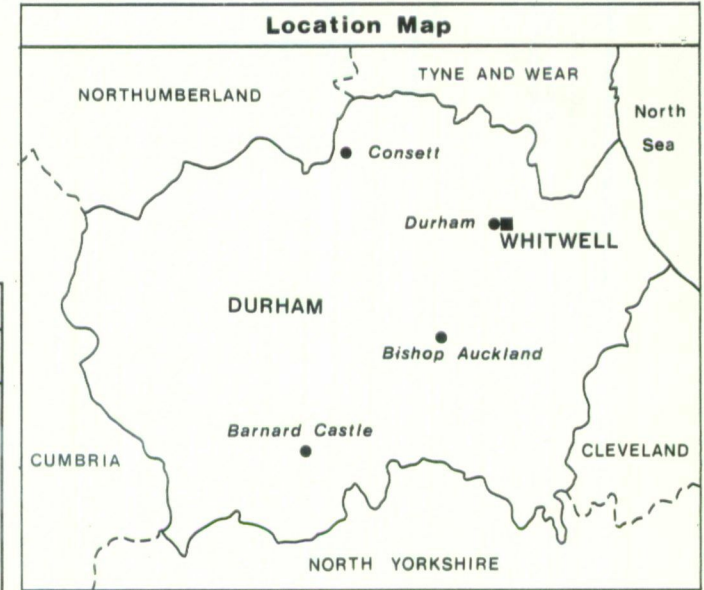 Location Map
NORTHUMBERLAND
TYNE AND WEAR
North
Sea
Consett
Durham
WHITWELL
DURHAM
Bishop Auckland
Barnard Castle
CUMBRIA
CLEVELAND
NORTH YORKSHIRE